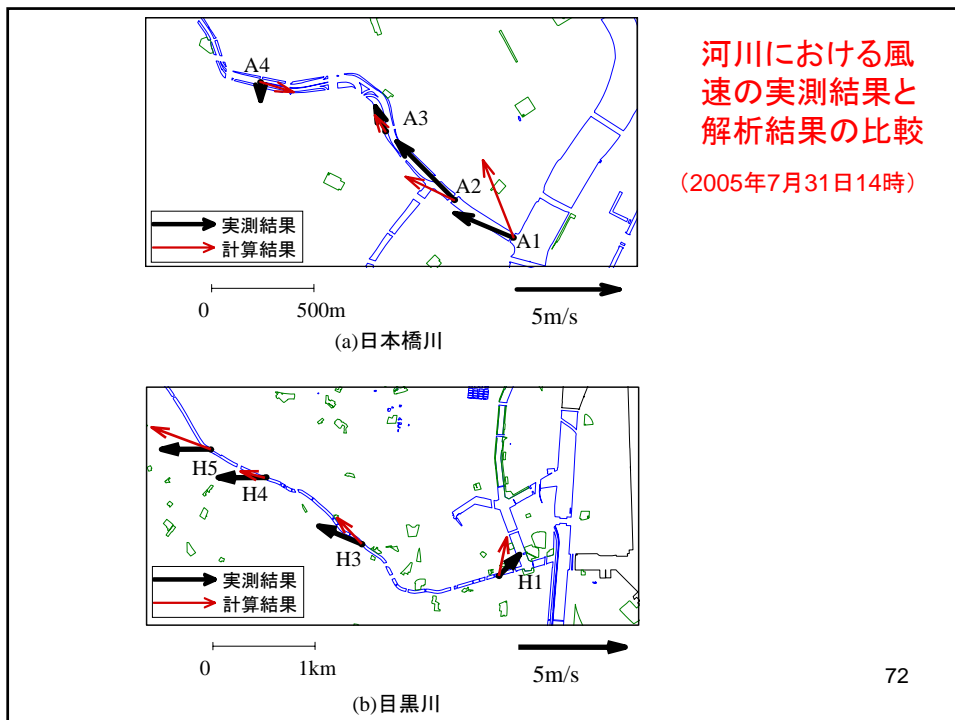 河川における風
速の実測結果と
解析結果の比較
（2005年7月31日14時）
A4
A3
A2
A1
実測結果
計算結果
0
500m
5m/s
(a)日本橋川
H5
H4
H3
H1
実測結果
計算結果
0
1km
5m/s
(b)目黒川
72